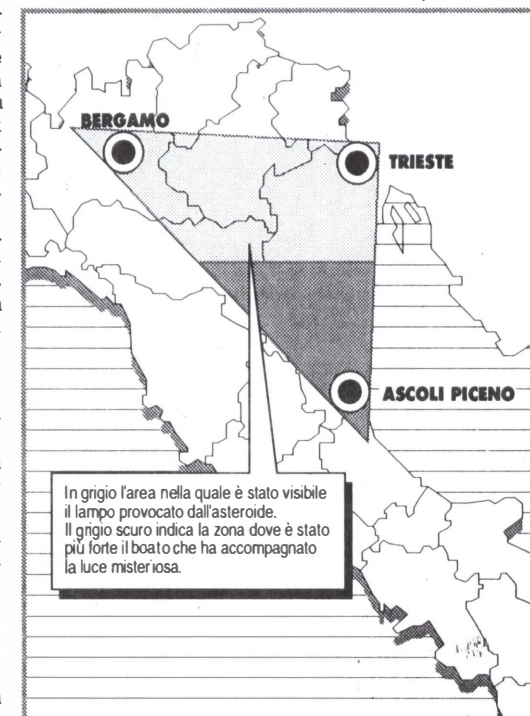 BERGAMO
TRIESTE
ASCOLI PICENO
In grigio l'area nella quale è stato visibile
il lampo provocato dall'asteroide.
Il grigio scuro indica la zona dove è stato
più forte il boato che ha accompagnato
la luce misteriosa.